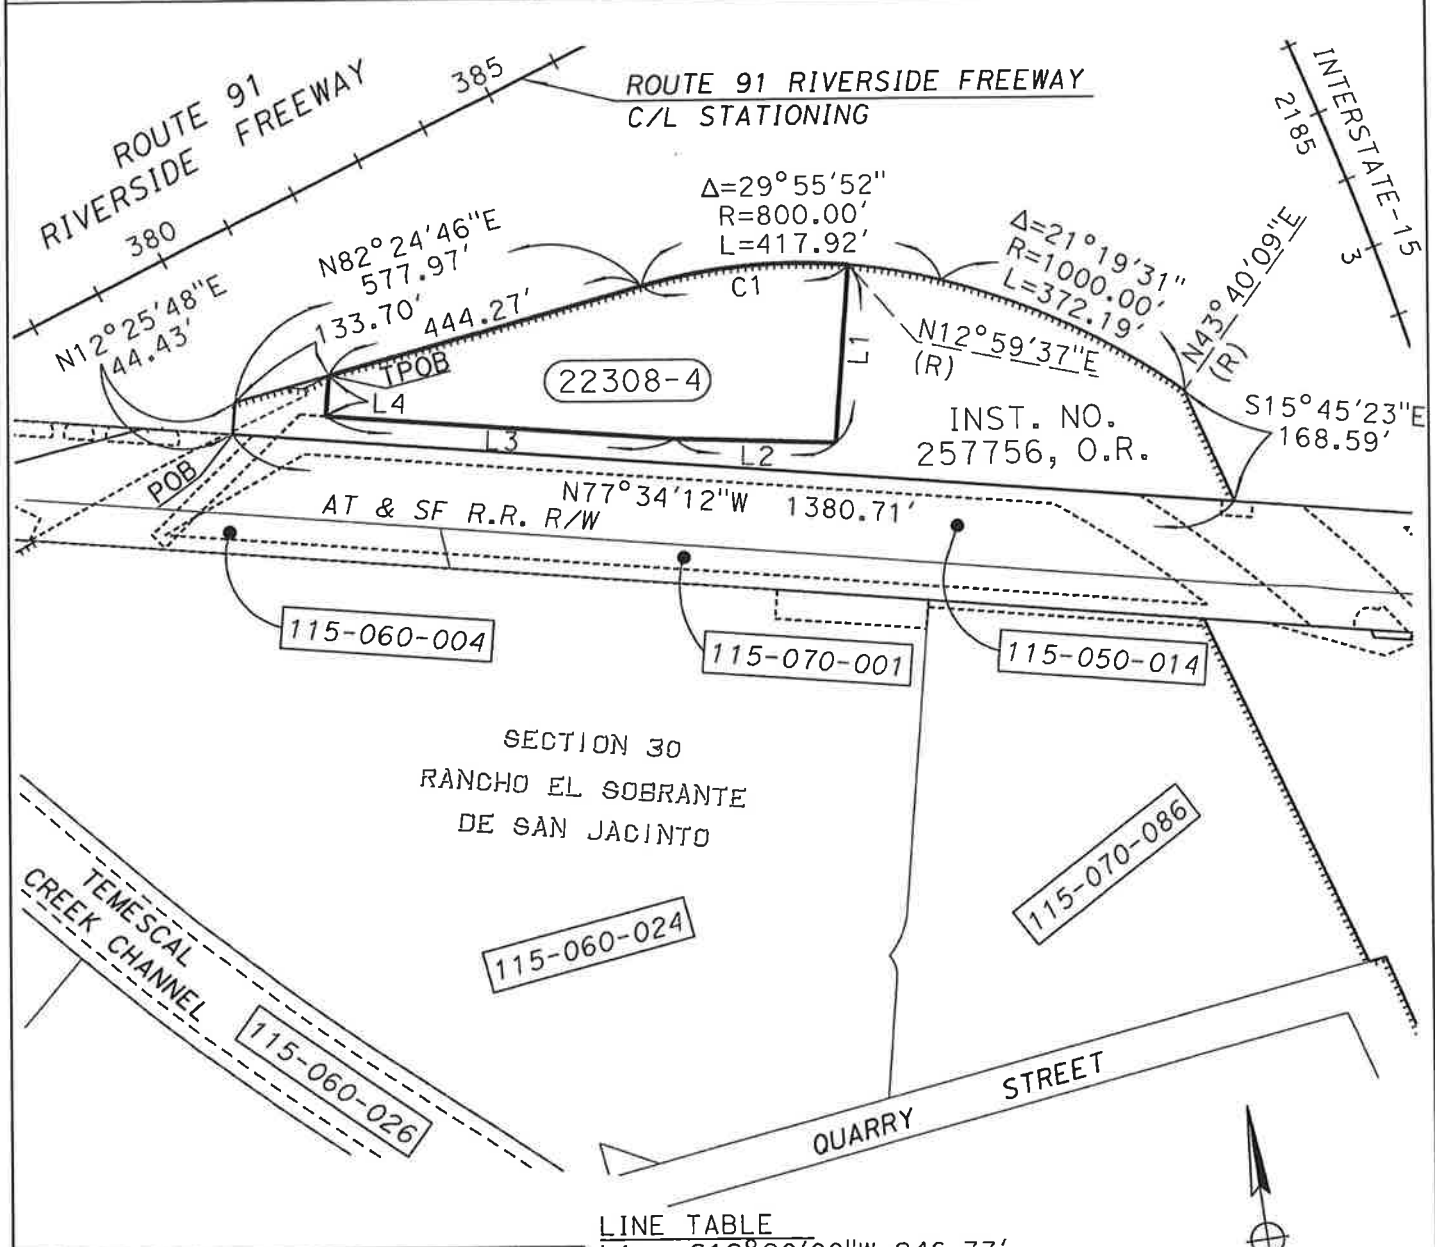 ROUTE 91
RIVERSIDE FREEWAY
380
385
ROUTE 91 RIVERSIDE FREEWAY
C/L STATIONING
INTERSTATE-15
2185
3
N12°25'48"E
44.43'
N82°24'46"E
577.97'
133.70'
444.27'
Δ=29°55'52"
R=800.00'
L=417.92'
C1
Δ=21°19'31"
R=1000.00'
L=372.19'
N43°40'09"E
(R)
N12°59'37"E
(R)
L1
TPOB
L4
22308-4
INST. NO.
257756, O.R.
S15°45'23"E
168.59'
L3
L2
POB
N77°34'12"W 1380.71'
AT & SF R.R. R/W
115-060-004
115-070-001
115-050-014
SECTION 30
RANCHO EL SOBRANTE
DE SAN JACINTO
115-070-086
115-060-024
TEMESCAL
CREEK CHANNEL
115-060-026
QUARRY STREET
LINE TABLE